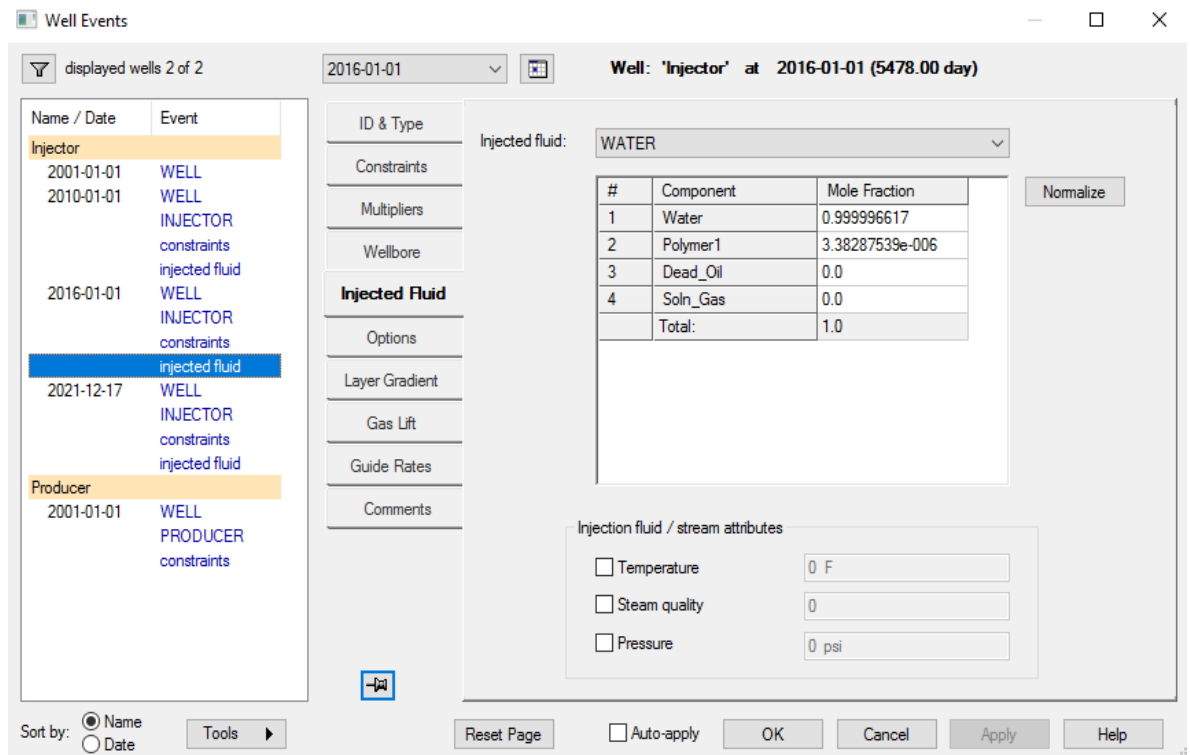 Well Events
displayed wells 2 of 2
2016-01-01
Well: 'Injector' at 2016-01-01 (5478.00 day)
Name / Date Event
Injector
2001-01-01 WELL
2010-01-01 WELL
INJECTOR
constraints
injected fluid
2016-01-01 WELL
INJECTOR
constraints
injected fluid
2021-12-17 WELL
INJECTOR
constraints
injected fluid
Producer
2001-01-01 WELL
PRODUCER
constraints
ID & Type
Constraints
Multipliers
Wellbore
Injected Fluid
Options
Layer Gradient
Gas Lift
Guide Rates
Comments
Injected fluid: WATER
# Component Mole Fraction
1 Water 0.999996617
2 Polymer1 3.38287539e-006
3 Dead_Oil 0.0
4 Soln_Gas 0.0
Total: 1.0
Normalize
Injection fluid / stream attributes
Temperature 0 F
Steam quality 0
Pressure 0 psi
Sort by: Name
Date
Tools
Reset Page
Auto-apply
OK
Cancel
Apply
Help